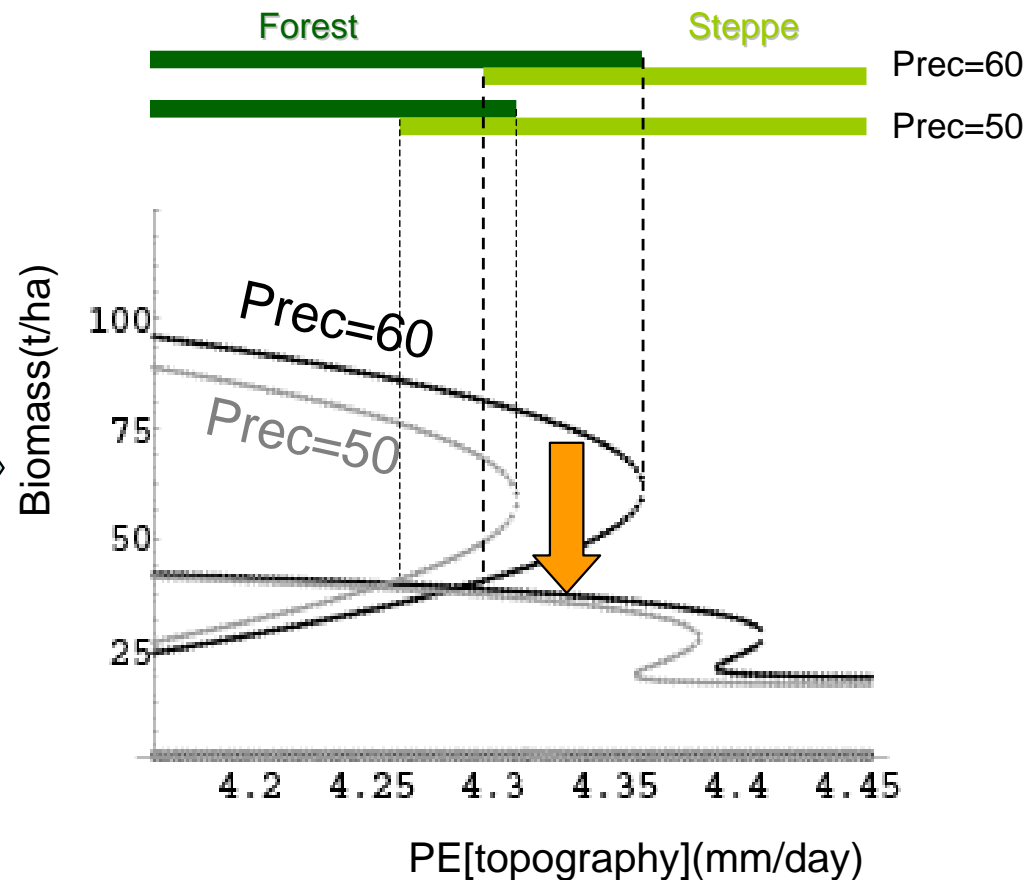 Forest Steppe
Prec=60
Prec=50
Prec=60
Prec=50
Biomass(t/ha)
100
75
50
25
4.2 4.25 4.3 4.35 4.4 4.45
PE[topography](mm/day)